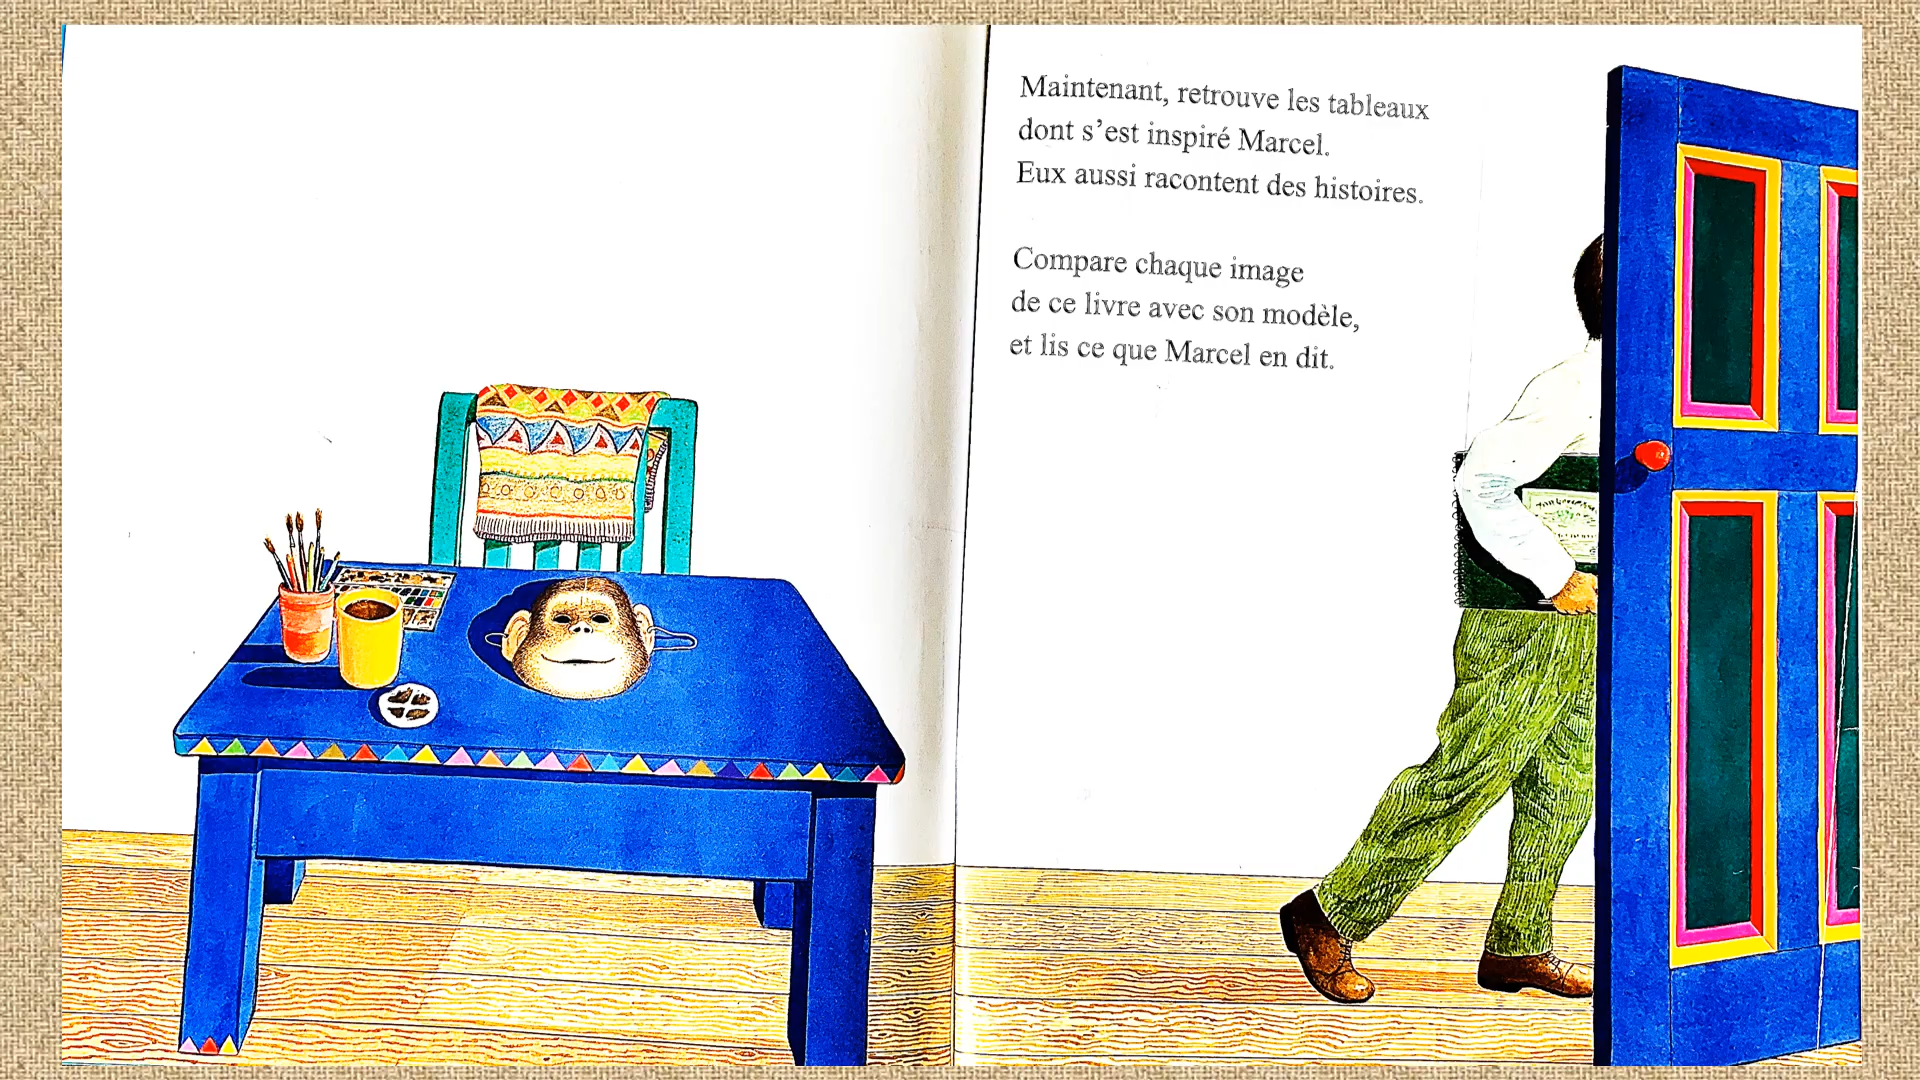 Maintenant, retrouve les tableaux
dont s’est inspiré Marcel.
Eux aussi racontent des histoires.
Compare chaque image
de ce livre avec son modèle,
et lis ce que Marcel en dit.